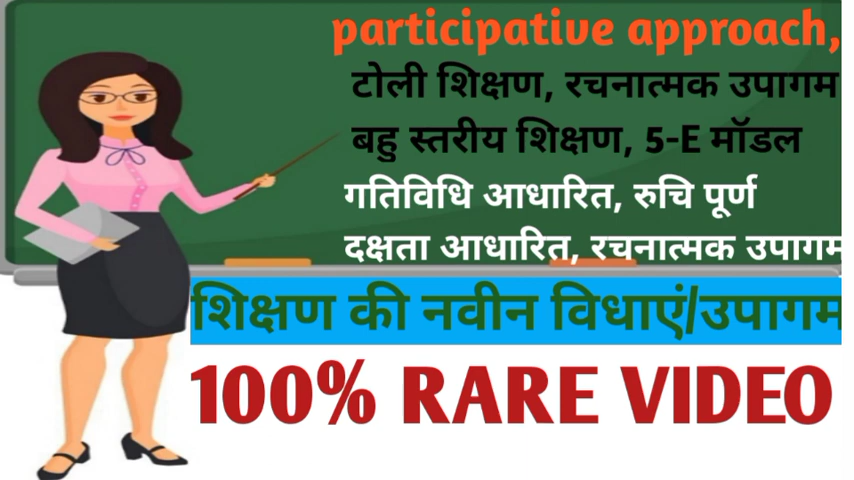 participative approach,
टोली शिक्षण, रचनात्मक उपागम
बहु स्तरीय शिक्षण, 5-E मॉडल
गतिविधि आधारित, रुचि पूर्ण
दक्षता आधारित, रचनात्मक उपागम
शिक्षण की नवीन विधाएं/उपागम
100% RARE VIDEO